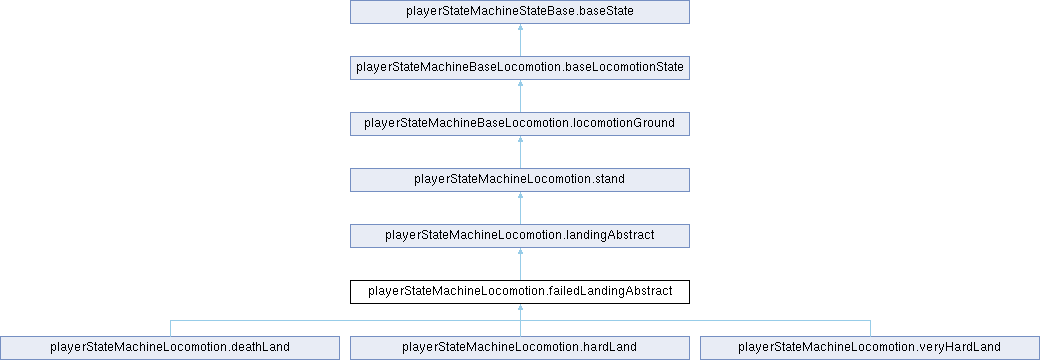 playerStateMachineStateBase.baseState
playerStateMachineBaseLocomotion.baseLocomotionState
playerStateMachineBaseLocomotion.locomotionGround
playerStateMachineLocomotion.stand
playerStateMachineLocomotion.landingAbstract
playerStateMachineLocomotion.failedLandingAbstract
playerStateMachineLocomotion.deathLand
playerStateMachineLocomotion.hardLand
playerStateMachineLocomotion.veryHardLand